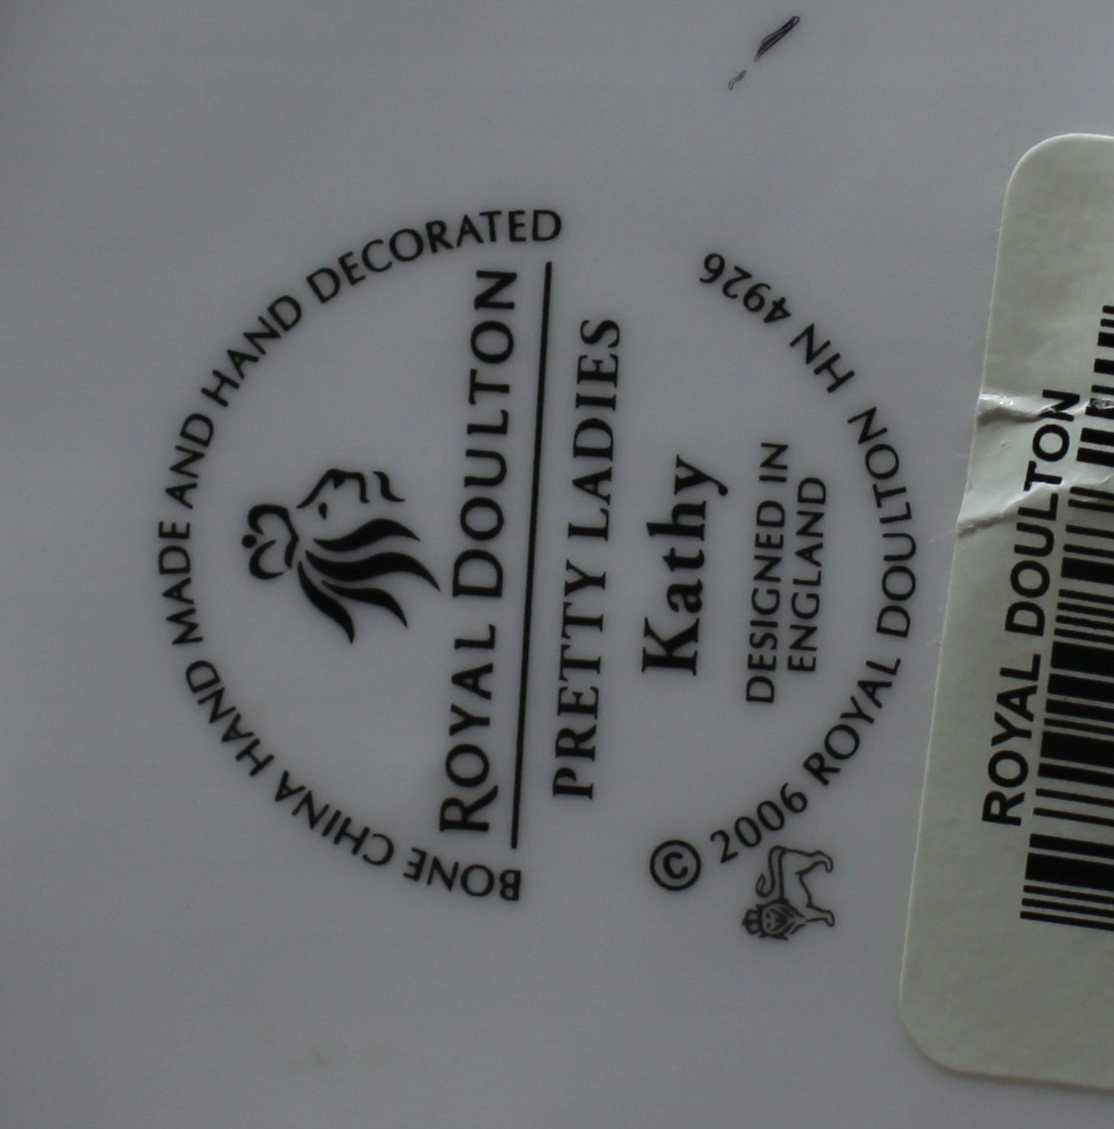 BONE CHINA HAND MADE AND HAND DECORATED
ROYAL DOULTON
PRETTY LADIES
Kathy
DESIGNED IN
ENGLAND
© 2006 ROYAL DOULTON HN 4926
ROYAL DOULTON